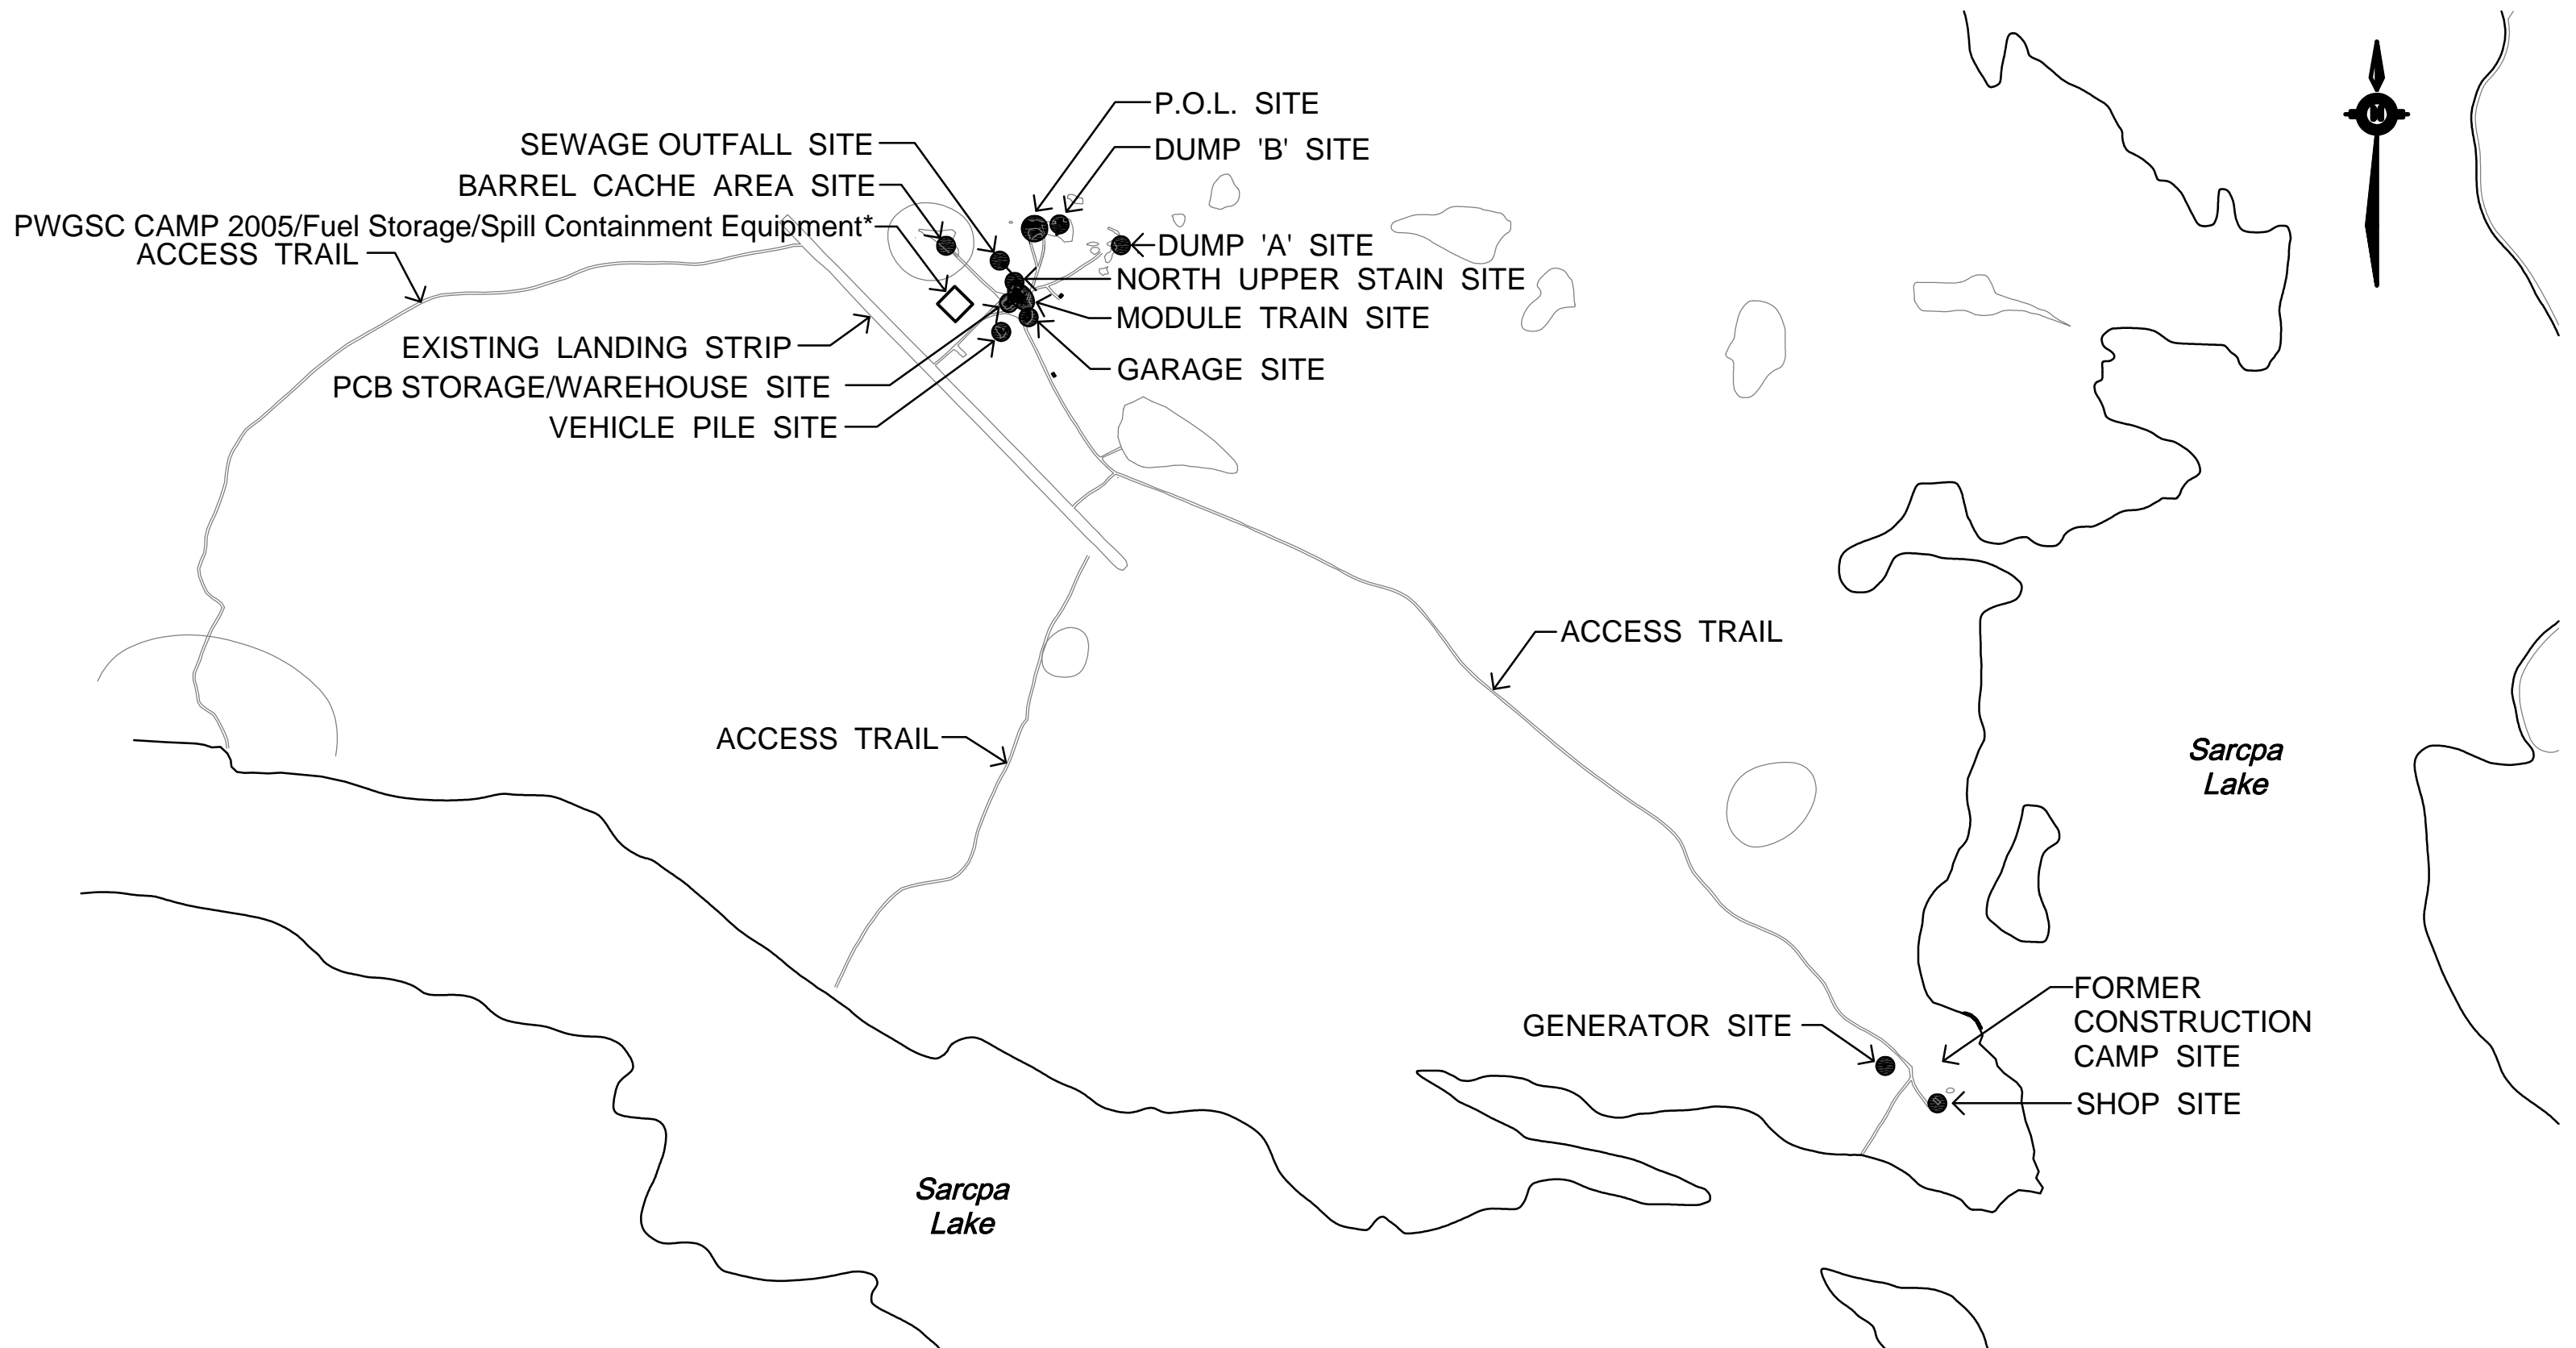 P.O.L. SITE
SEWAGE OUTFALL SITE
DUMP 'B' SITE
BARREL CACHE AREA SITE
PWGSC CAMP 2005/Fuel Storage/Spill Containment Equipment*
ACCESS TRAIL
DUMP 'A' SITE
NORTH UPPER STAIN SITE
MODULE TRAIN SITE
EXISTING LANDING STRIP
GARAGE SITE
PCB STORAGE/WAREHOUSE SITE
VEHICLE PILE SITE
ACCESS TRAIL
ACCESS TRAIL
Sarcpa
Lake
FORMER
CONSTRUCTION
CAMP SITE
GENERATOR SITE
SHOP SITE
Sarcpa
Lake
N